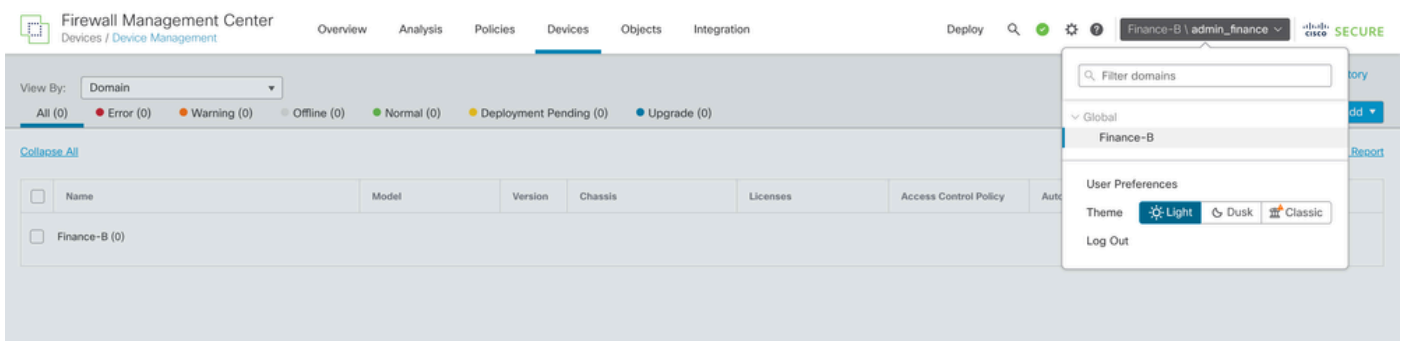 Firewall Management Center
Devices / Device Management
Overview Analysis Policies Devices Objects Integration
Deploy
Finance-B \ admin_finance
cisco SECURE
View By: Domain
All (0) Error (0) Warning (0) Offline (0) Normal (0) Deployment Pending (0) Upgrade (0)
Collapse All
Report
Name Model Version Chassis Licenses Access Control Policy
Finance-B (0)
Filter domains
Global
Finance-B
User Preferences
Theme Light Dusk Classic
Log Out